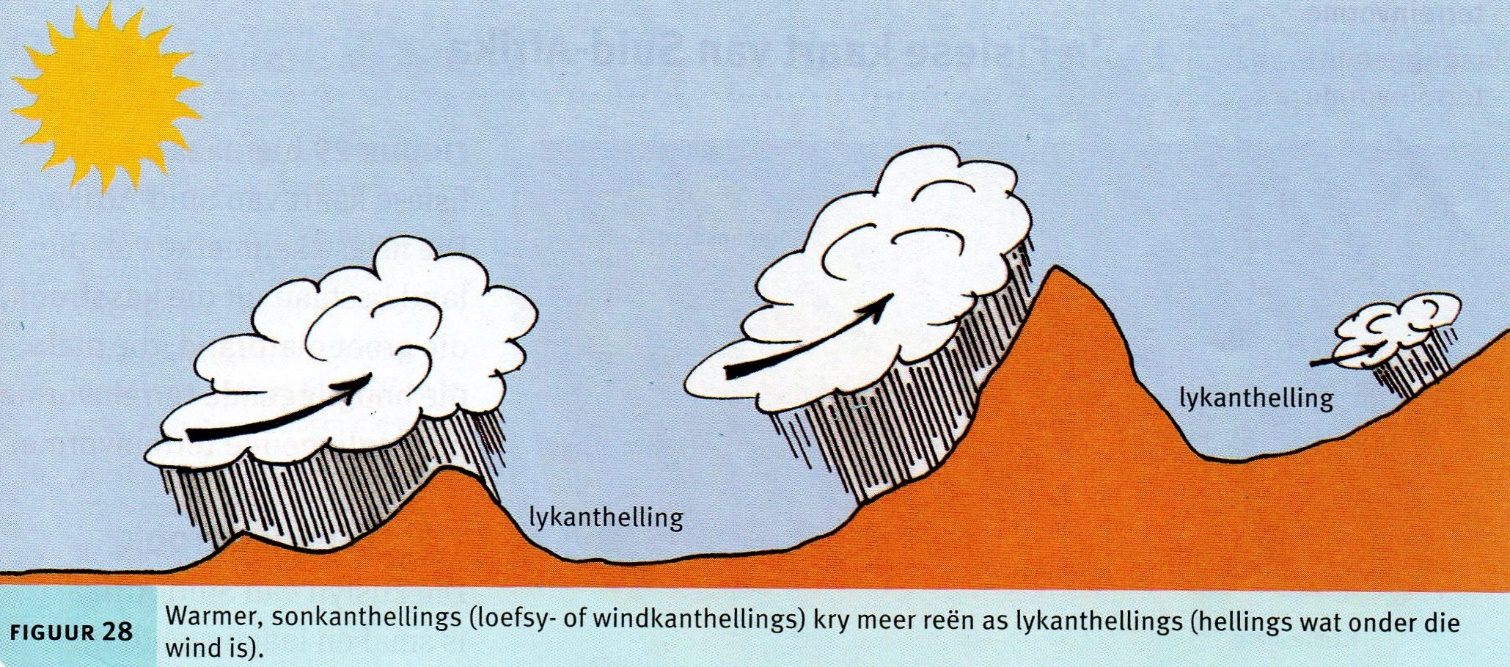 lykanthelling
lykanthelling
FIGUUR 28
Warmer, sonkanthellings (loefsy- of windkanthellings) kry meer reën as lykanthellings (hellings wat onder die
wind is).